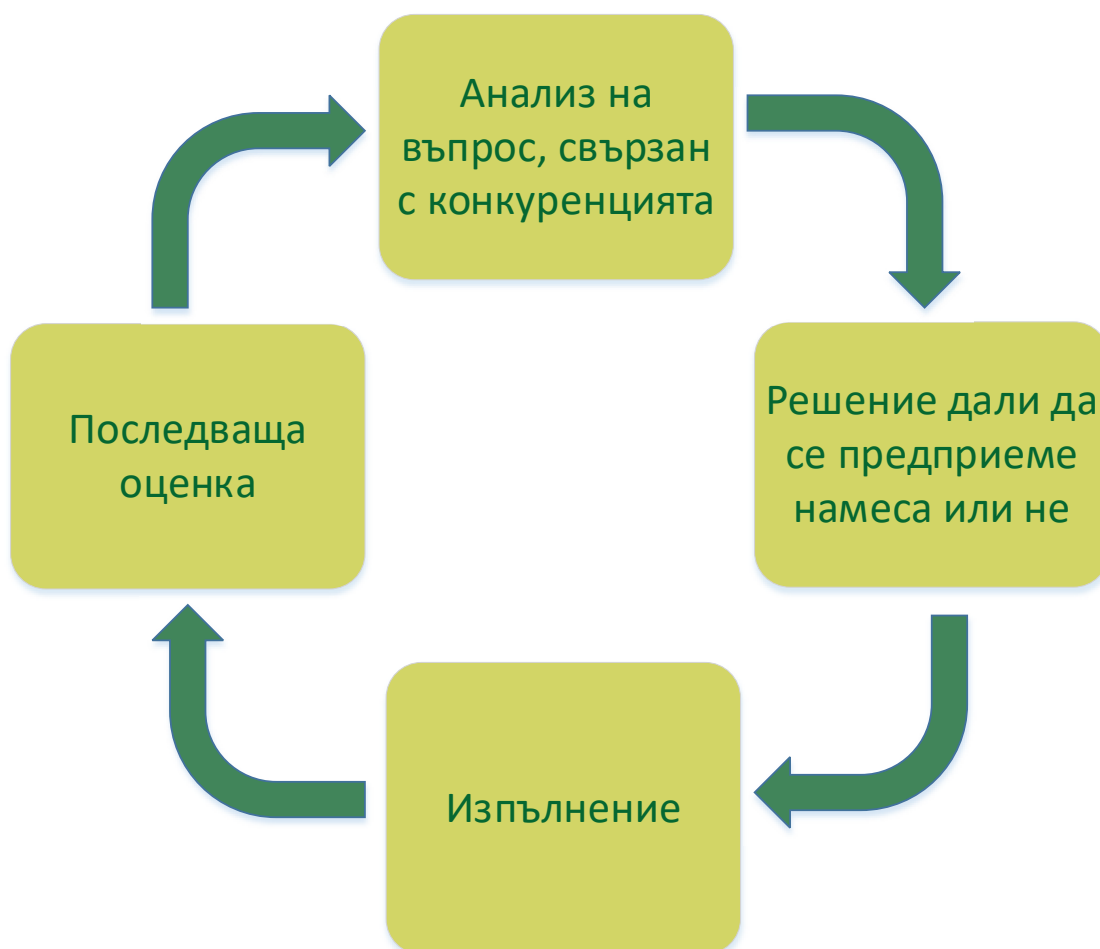 Анализ на
въпрос, свързан
с конкуренцията
Решение дали да
се предприеме
намеса или не
Изпълнение
Последваща
оценка